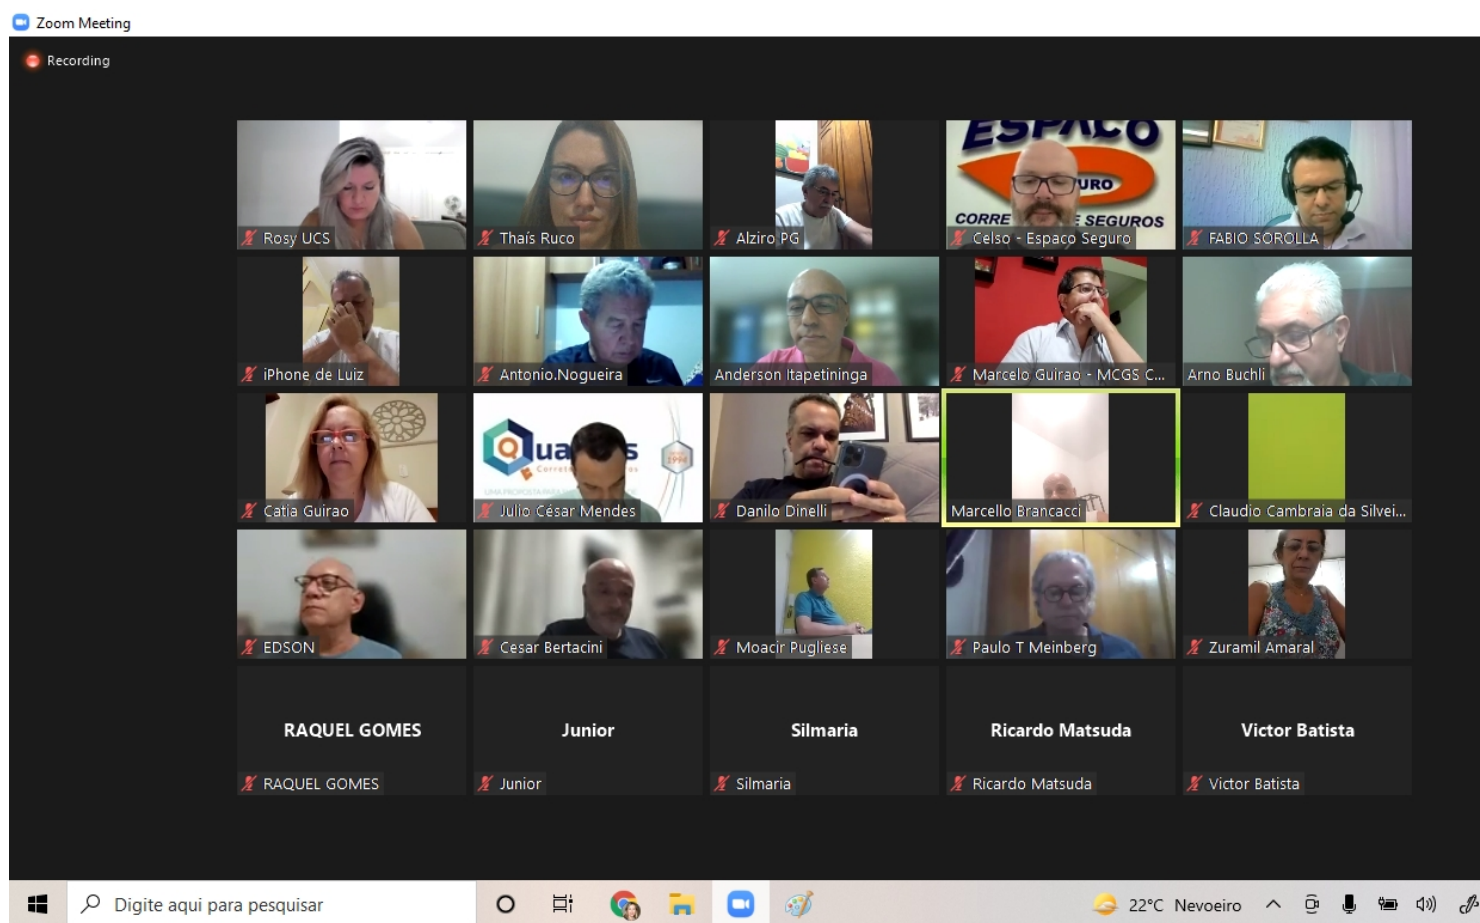 Zoom Meeting
Recording
ESPAÇO
URO
CORRE E SEGUROS
Rosy UCS
Thaís Ruco
Alziro PG
Celso - Espaco Seguro
FABIO SOROLLA
iPhone de Luiz
Antonio.Nogueira
Anderson Itapetininga
Marcelo Guirao - MCGS C...
Arno Buchli
Qua s
1994
Catia Guirao
Julio César Mendes
Danilo Dinelli
Marcello Brancacci
Claudio Cambraia da Silvei...
EDSON
Cesar Bertacini
Moacir Pugliese
Paulo T Meinberg
Zuramil Amaral
RAQUEL GOMES
Junior
Silmaria
Ricardo Matsuda
Victor Batista
RAQUEL GOMES
Junior
Silmaria
Ricardo Matsuda
Victor Batista
Digite aqui para pesquisar
22°C Nevoeiro